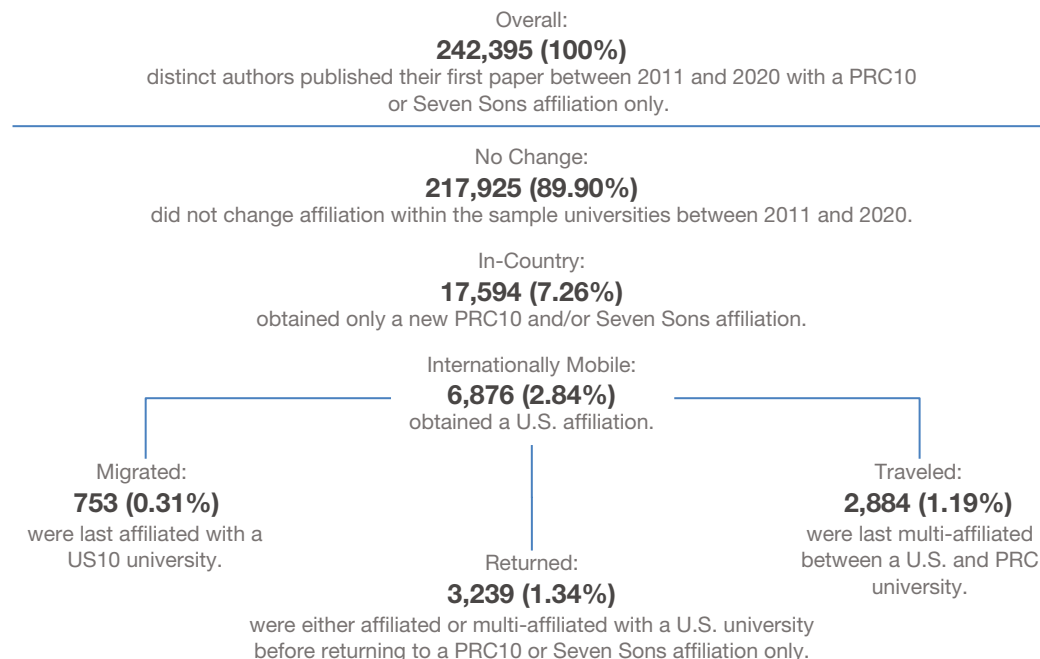 Overall:
242,395 (100%)
distinct authors published their first paper between 2011 and 2020 with a PRC10
or Seven Sons affiliation only.
No Change:
217,925 (89.90%)
did not change affiliation within the sample universities between 2011 and 2020.
In-Country:
17,594 (7.26%)
obtained only a new PRC10 and/or Seven Sons affiliation.
Internationally Mobile:
6,876 (2.84%)
obtained a U.S. affiliation.
Migrated:
753 (0.31%)
were last affiliated with a
US10 university.
Returned:
3,239 (1.34%)
were either affiliated or multi-affiliated with a U.S. university
before returning to a PRC10 or Seven Sons affiliation only.
Traveled:
2,884 (1.19%)
were last multi-affiliated
between a U.S. and PRC
university.